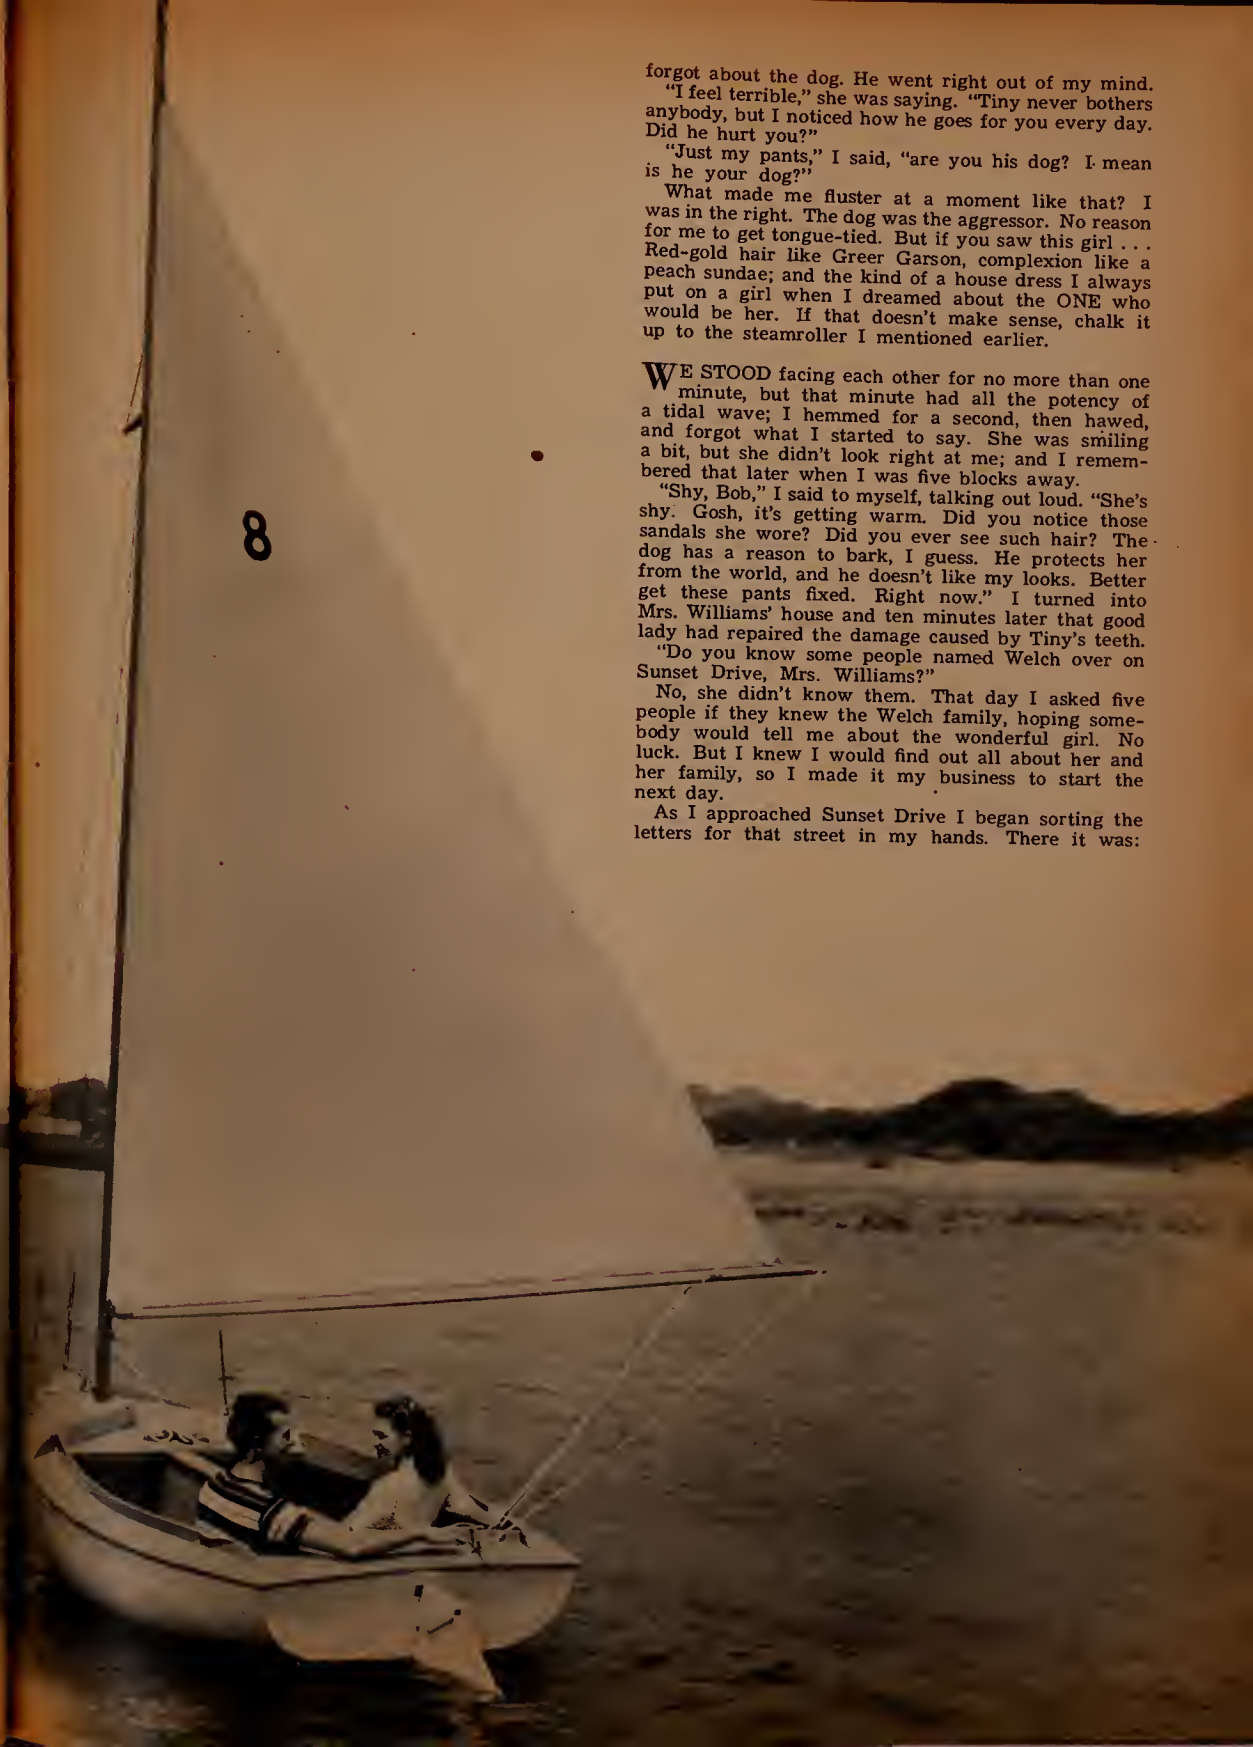 forgot about the dog. He went right out of my mind.
"I feel terrible," she was saying. "Tiny never bothers
anybody, but I noticed how he goes for you every day.
Did he hurt you?"
"Just my pants," I said, "are you his dog? I mean
is he your dog?"
What made me fluster at a moment like that? I
was in the right. The dog was the aggressor. No reason
for me to get tongue-tied. But if you saw this girl . . .
Red-gold hair like Greer Garson, complexion like a
peach sundae; and the kind of a house dress I always
put on a girl when I dreamed about the ONE who
would be her. If that doesn't make sense, chalk it
up to the steamroller I mentioned earlier.
WE STOOD facing each other for no more than one
minute, but that minute had all the potency of
a tidal wave; I hemmed for a second, then hawed,
and forgot what I started to say. She was smiling
a bit, but she didn't look right at me; and I remem-
bered that later when I was five blocks away.
"Shy, Bob," I said to myself, talking out loud. "She's
shy. Gosh, it's getting warm. Did you notice those
sandals she wore? Did you ever see such hair? The
dog has a reason to bark, I guess. He protects her
from the world, and he doesn't like my looks. Better
get these pants fixed. Right now." I turned into
Mrs. Williams' house and ten minutes later that good
lady had repaired the damage caused by Tiny's teeth.
"Do you know some people named Welch over on
Sunset Drive, Mrs. Williams?"
No, she didn't know them. That day I asked five
people if they knew the Welch family, hoping some-
body would tell me about the wonderful girl. No
luck. But I knew I would find out all about her and
her family, so I made it my business to start the
next day.
As I approached Sunset Drive I began sorting the
letters for that street in my hands. There it was:
8